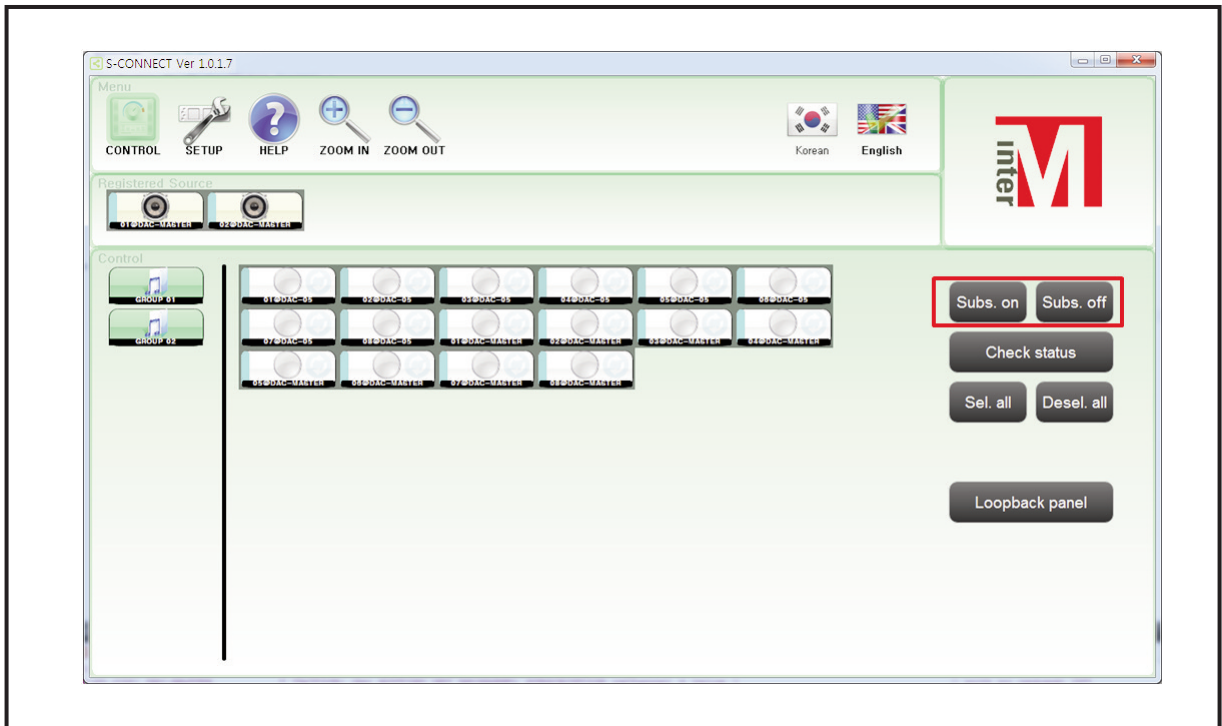 S-CONNECT Ver 1.0.1.7
Menu
CONTROL SETUP HELP ZOOM IN ZOOM OUT Korean English
inter M
Registered Source
01@DAC-MASTER 02@DAC-MASTER
Control
GROUP 01
GROUP 02
01@DAC-05 02@DAC-05 03@DAC-05 04@DAC-05 05@DAC-05 06@DAC-05
07@DAC-05 08@DAC-05 01@DAC-MASTER 02@DAC-MASTER 03@DAC-MASTER 04@DAC-MASTER
05@DAC-MASTER 06@DAC-MASTER 07@DAC-MASTER 08@DAC-MASTER
Subs. on Subs. off
Check status
Sel. all Desel. all
Loopback panel